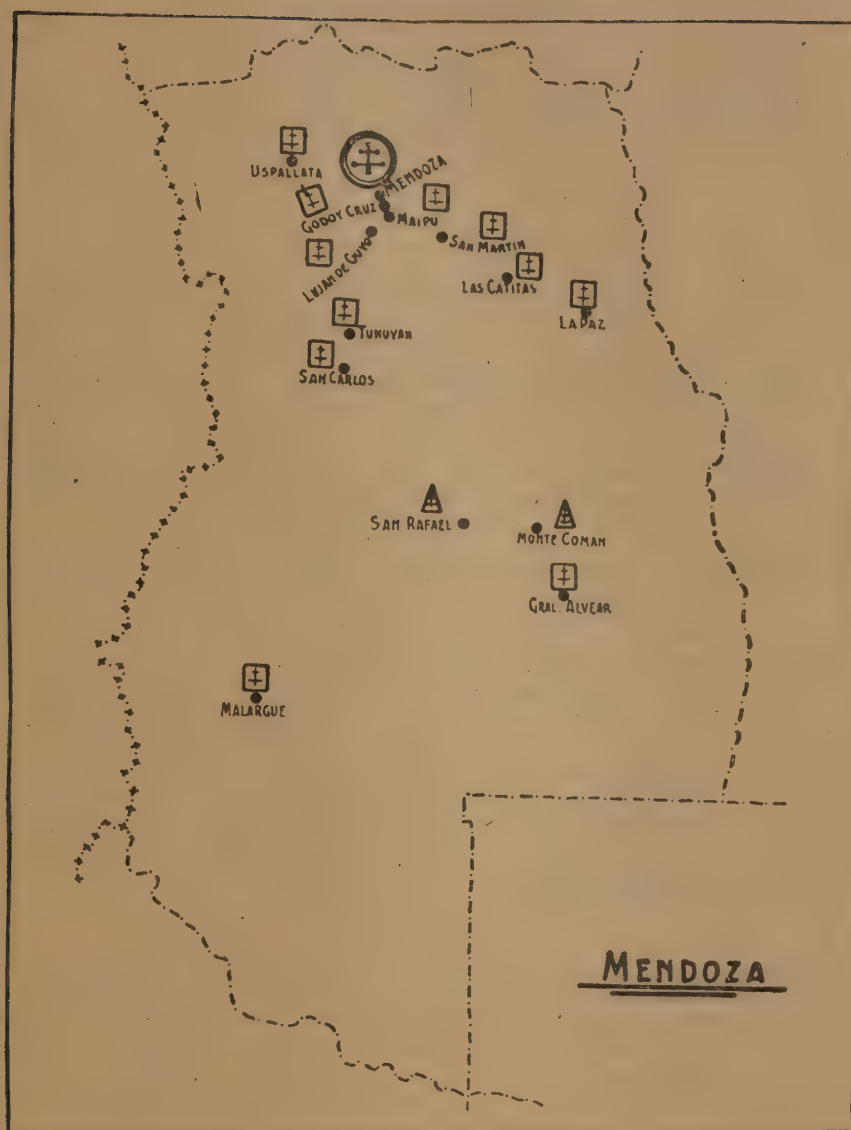 USPALLATA
MENDOZA
GODOY CRUZ
MAIPU
LUJAN DE CUYO
SAN MARTIN
LAS CATITAS
LA PAZ
TUNUYAN
SAN CARLOS
SAN RAFAEL
MONTE COMAN
GRAL. ALVEAR
MALARGUE
MENDOZA